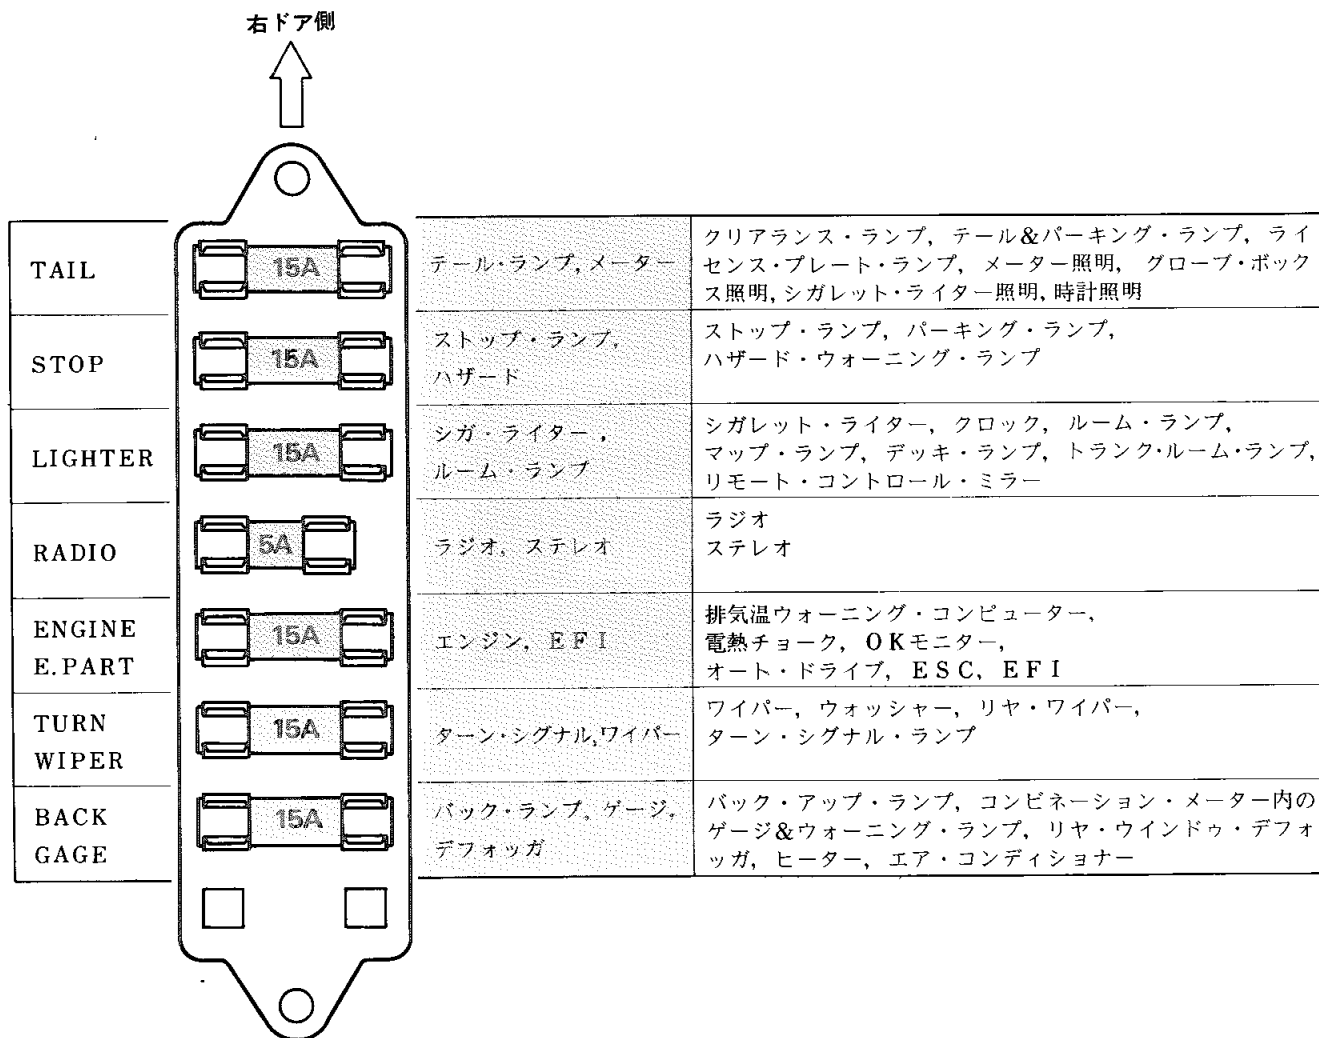 右ドア側
TAIL
15A
テール・ランプ,メーター
クリアランス・ランプ, テール&パーキング・ランプ, ライ
センス・プレート・ランプ, メーター照明, グローブ・ボック
ス照明,シガレット・ライター照明,時計照明
STOP
15A
ストップ・ランプ,
ハザード
ストップ・ランプ, パーキング・ランプ,
ハザード・ウォーニング・ランプ
LIGHTER
15A
シガ・ライター,
ルーム・ランプ
シガレット・ライター, クロック, ルーム・ランプ,
マップ・ランプ, デッキ・ランプ, トランク・ルーム・ランプ,
リモート・コントロール・ミラー
RADIO
5A
ラジオ, ステレオ
ラジオ
ステレオ
ENGINE
E.PART
15A
エンジン, EFI
排気温ウォーニング・コンピューター,
電熱チョーク, OKモニター,
オート・ドライブ, ESC, EFI
TURN
WIPER
15A
ターン・シグナル,ワイパー
ワイパー, ウォッシャー, リヤ・ワイパー,
ターン・シグナル・ランプ
BACK
GAGE
15A
バック・ランプ, ゲージ,
デフォッガ
バック・アップ・ランプ, コンビネーション・メーター内の
ゲージ&ウォーニング・ランプ, リヤ・ウインドゥ・デフォ
ッガ, ヒーター, エア・コンディショナー